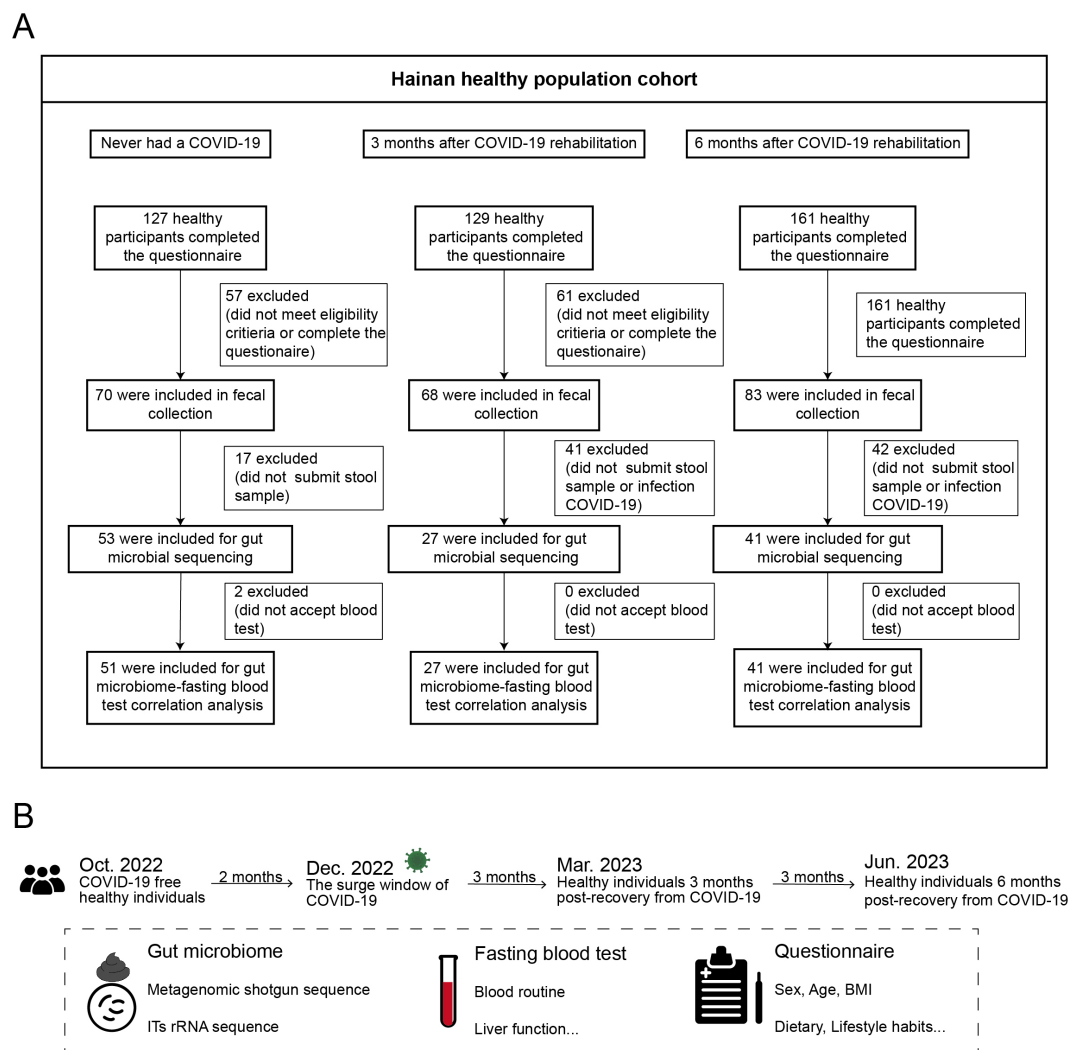 A
Hainan healthy population cohort
Never had a COVID-19
3 months after COVID-19 rehabilitation
6 months after COVID-19 rehabilitation
127 healthy
participants completed
the questionnaire
129 healthy
participants completed
the questionnaire
161 healthy
participants completed
the questionnaire
57 excluded
(did not meet eligibility
critieria or complete the
questionaire)
61 excluded
(did not meet eligibility
critieria or complete the
questionaire)
161 healthy
participants completed
the questionnaire
70 were included in fecal
collection
68 were included in fecal
collection
83 were included in fecal
collection
17 excluded
(did not submit stool
sample)
41 excluded
(did not submit stool
sample or infection
COVID-19)
42 excluded
(did not submit stool
sample or infection
COVID-19)
53 were included for gut
microbial sequencing
27 were included for gut
microbial sequencing
41 were included for gut
microbial sequencing
2 excluded
(did not accept blood
test)
0 excluded
(did not accept blood
test)
0 excluded
(did not accept blood
test)
51 were included for gut
microbiome-fasting blood
test correlation analysis
27 were included for gut
microbiome-fasting blood
test correlation analysis
41 were included for gut
microbiome-fasting blood
test correlation analysis
B
Oct. 2022
COVID-19 free
healthy individuals
2 months
Dec. 2022
The surge window of
COVID-19
3 months
Mar. 2023
Healthy individuals 3 months
post-recovery from COVID-19
3 months
Jun. 2023
Healthy individuals 6 months
post-recovery from COVID-19
Gut microbiome
Metagenomic shotgun sequence
ITs rRNA sequence
Fasting blood test
Blood routine
Liver function...
Questionnaire
Sex, Age, BMI
Dietary, Lifestyle habits...